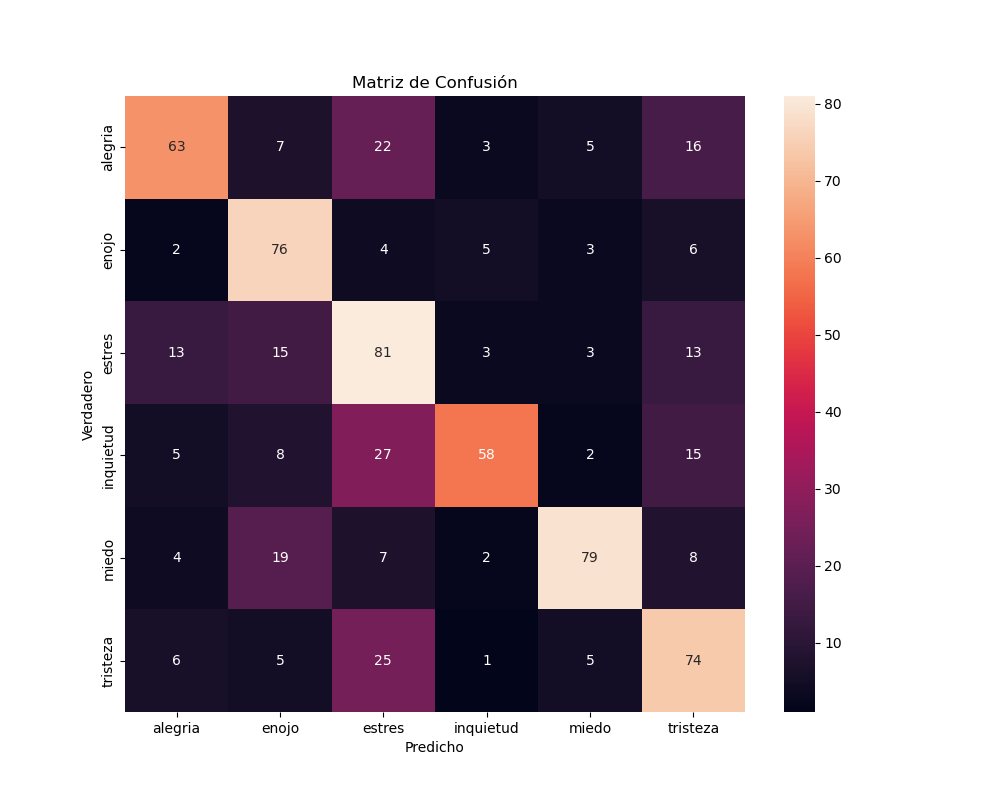 Matriz de Confusión
alegria 63 7 22 3 5 16
enojo 2 76 4 5 3 6
estres 13 15 81 3 3 13
inquietud 5 8 27 58 2 15
miedo 4 19 7 2 79 8
tristeza 6 5 25 1 5 74
Verdadero
alegria enojo estres inquietud miedo tristeza
Predicho
80
70
60
50
40
30
20
10